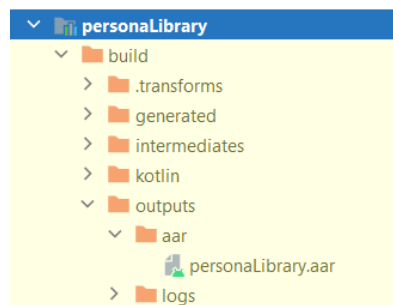 personaLibrary
build
.transforms
generated
intermediates
kotlin
outputs
aar
personaLibrary.aar
logs